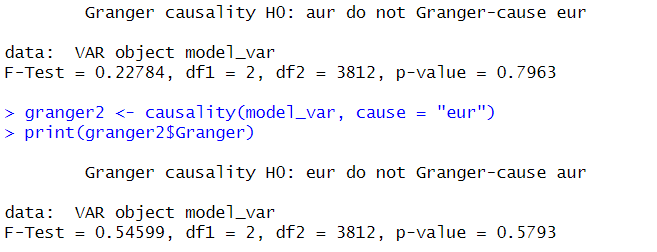 Granger causality H0: aur do not Granger-cause eur
data:  VAR object model_var
F-Test = 0.22784, df1 = 2, df2 = 3812, p-value = 0.7963
> granger2 <- causality(model_var, cause = "eur")
> print(granger2$Granger)
Granger causality H0: eur do not Granger-cause aur
data:  VAR object model_var
F-Test = 0.54599, df1 = 2, df2 = 3812, p-value = 0.5793